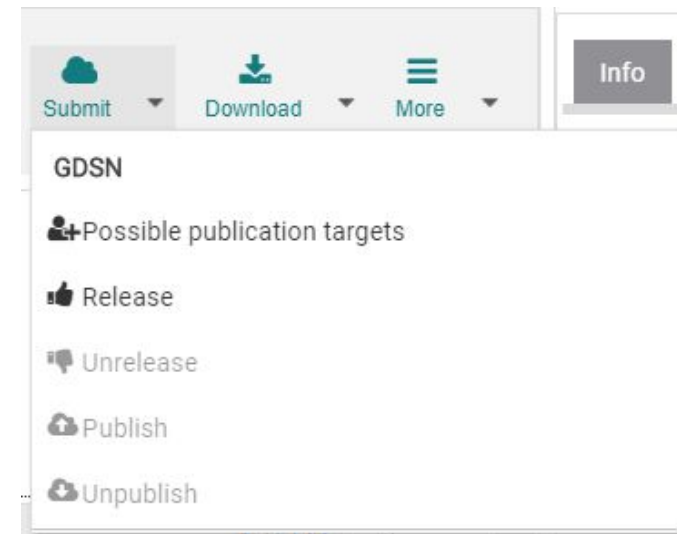 Submit Download More Info
GDSN
Possible publication targets
Release
Unrelease
Publish
Unpublish
...